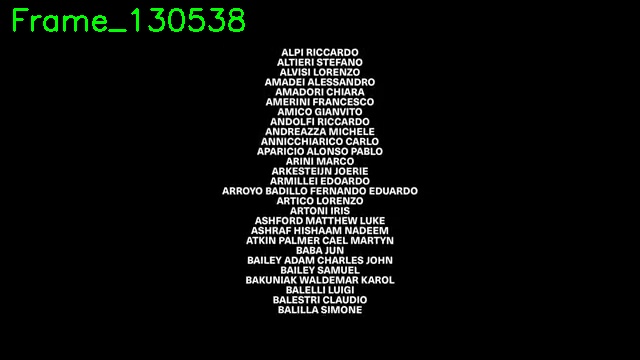 Frame_130538
ALPI RICCARDO
ALTIERI STEFANO
ALVISI LORENZO
AMADEI ALESSANDRO
AMADORI CHIARA
AMERINI FRANCESCO
AMICO GIANVITO
ANDOLFI RICCARDO
ANDREAZZA MICHELE
ANNICCHIARICO CARLO
APARICIO ALONSO PABLO
ARINI MARCO
ARKESTEIJN JOERIE
ARMILLEI EDOARDO
ARROYO BADILLO FERNANDO EDUARDO
ARTICO LORENZO
ARTONI IRIS
ASHFORD MATTHEW LUKE
ASHRAF HISHAAM NADEEM
ATKIN PALMER CAEL MARTYN
BABA JUN
BAILEY ADAM CHARLES JOHN
BAILEY SAMUEL
BAKUNIAK WALDEMAR KAROL
BALELLI LUIGI
BALESTRI CLAUDIO
BALILLA SIMONE